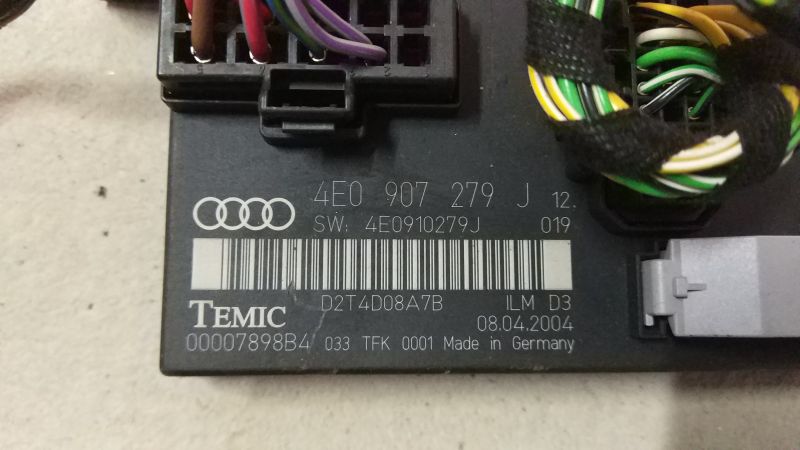 4E0 907 279 J 12.
SW: 4E0910279J 019
D2T4D08A7B ILM D3
TEMIC 08.04.2004
00007898B4 033 TFK 0001 Made in Germany